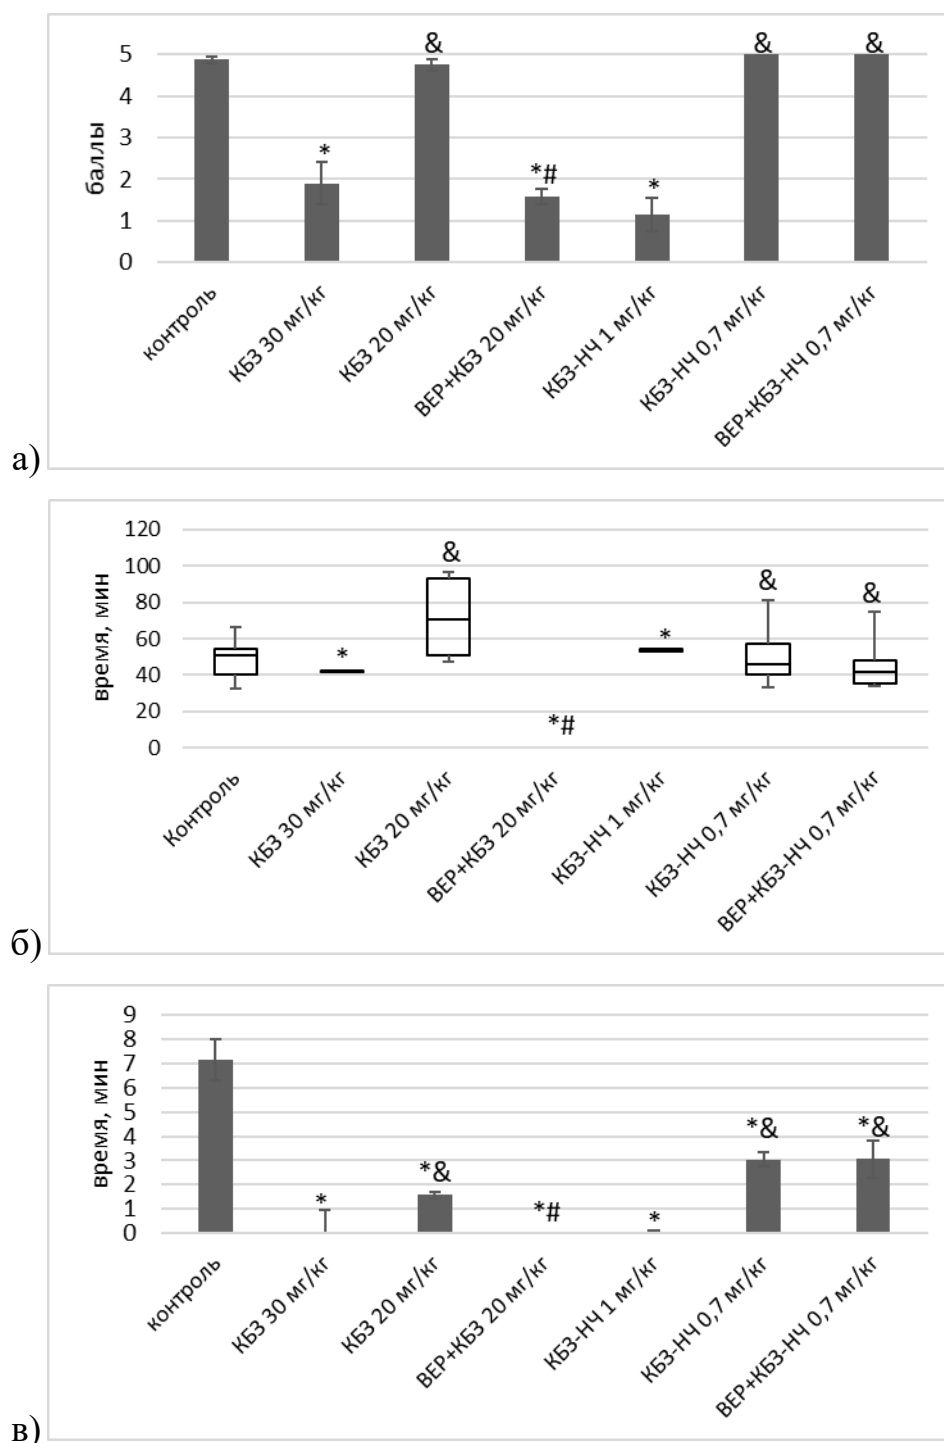 5
4
3
2
1
0
баллы
&
*
*#
*
&
&
контроль
КБЗ 30 мг/кг
КБЗ 20 мг/кг
ВЕР+КБЗ 20 мг/кг
КБЗ-НЧ 1 мг/кг
КБЗ-НЧ 0,7 мг/кг
ВЕР+КБЗ-НЧ 0,7 мг/кг
а)
120
100
80
60
40
20
0
время, мин
*
&
*#
*
&
&
Контроль
КБЗ 30 мг/кг
КБЗ 20 мг/кг
ВЕР+КБЗ 20 мг/кг
КБЗ-НЧ 1 мг/кг
КБЗ-НЧ 0,7 мг/кг
ВЕР+КБЗ-НЧ 0,7 мг/кг
б)
9
8
7
6
5
4
3
2
1
0
время, мин
*
*&
*#
*
*&
*&
контроль
КБЗ 30 мг/кг
КБЗ 20 мг/кг
ВЕР+КБЗ 20 мг/кг
КБЗ-НЧ 1 мг/кг
КБЗ-НЧ 0,7 мг/кг
ВЕР+КБЗ-НЧ 0,7 мг/кг
в)